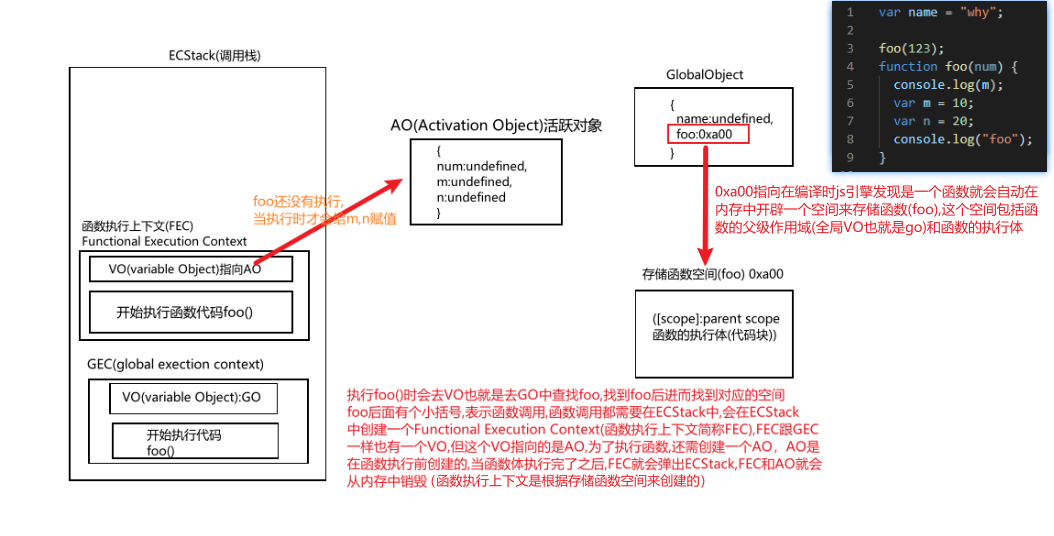 ECStack(调用栈)
函数执行上下文(FEC)
Functional Execution Context
VO(variable Object)指向AO
开始执行函数代码foo()
GEC(global exection context)
VO(variable Object):GO
开始执行代码
foo()
foo还没有执行,
当执行时才会给m,n赋值
AO(Activation Object)活跃对象
{
num:undefined,
m:undefined,
n:undefined
}
GlobalObject
{
name:undefined,
foo:0xa00
}
1 var name = "why";
2
3 foo(123);
4 function foo(num) {
5 console.log(m);
6 var m = 10;
7 var n = 20;
8 console.log("foo");
9 }
0xa00指向在编译时js引擎发现是一个函数就会自动在
内存中开辟一个空间来存储函数(foo),这个空间包括
函数的父级作用域(全局VO也就是go)和函数的执行体
存储函数空间(foo) 0xa00
([scope]:parent scope
函数的执行体(代码块))
执行foo()时会去VO也就是去GO中查找foo,找到foo后进而找到对应的空间
foo后面有个小括号,表示函数调用,函数调用都需要在ECStack中,会在ECStack
中创建一个Functional Execution Context(函数执行上下文简称FEC),FEC跟GEC
一样也有一个VO,但这个VO指向的是AO,为了执行函数,还需创建一个AO，AO是
在函数执行前创建的,当函数体执行完了之后,FEC就会弹出ECStack,FEC和AO就会
从内存中销毁 (函数执行上下文是根据存储函数空间来创建的)